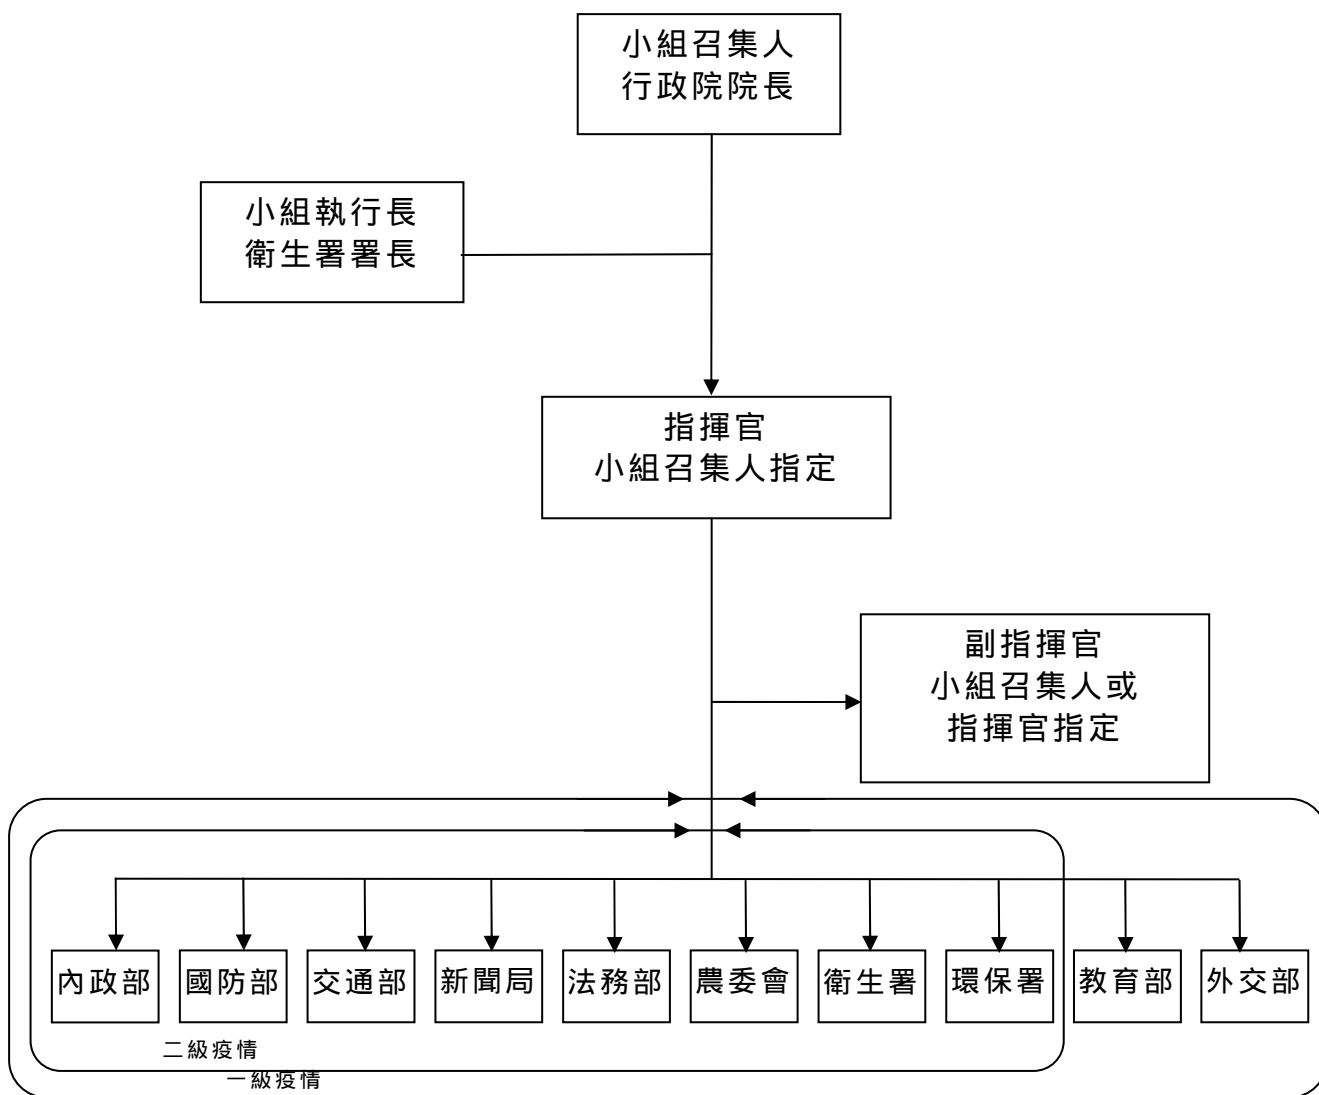 小組召集人
行政院院長
小組執行長
衛生署署長
指揮官
小組召集人指定
副指揮官
小組召集人或
指揮官指定
內政部
國防部
交通部
新聞局
法務部
農委會
衛生署
環保署
教育部
外交部
二級疫情
一級疫情